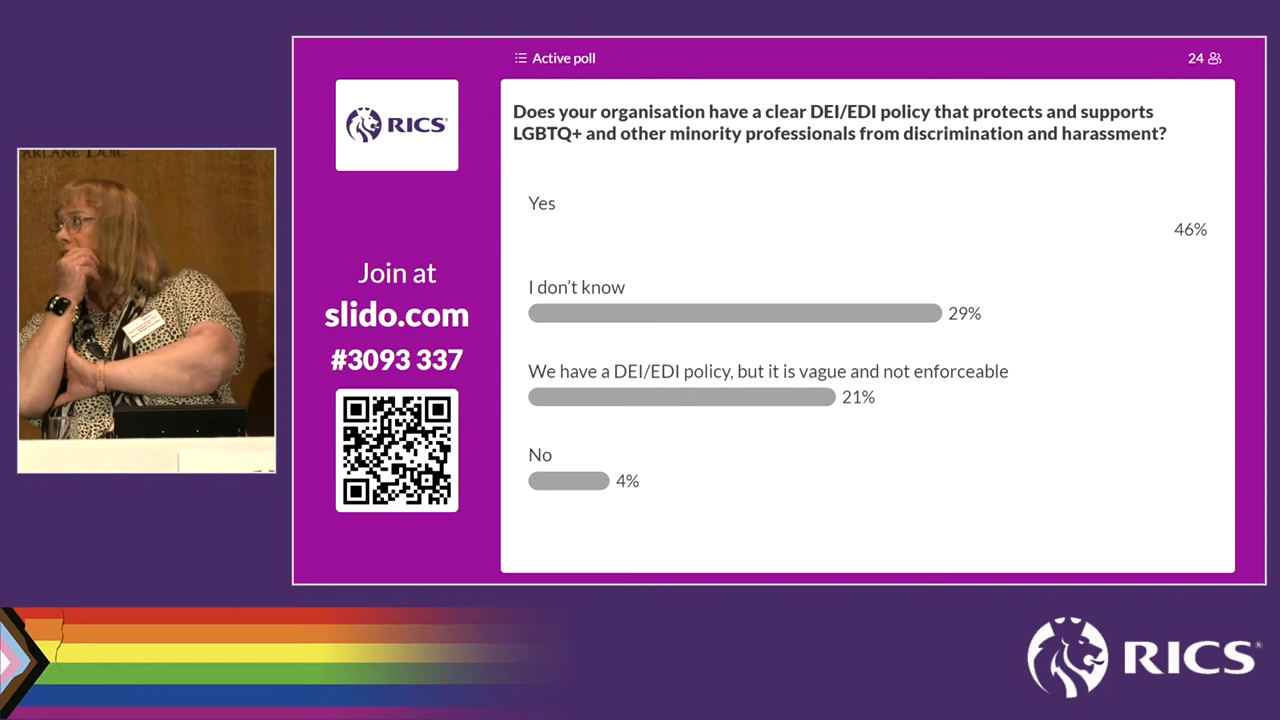 ARLANE DOIG
Active poll
24
RICS
Does your organisation have a clear DEI/EDI policy that protects and supports
LGBTQ+ and other minority professionals from discrimination and harassment?
Yes
46%
Join at
slido.com
#3093 337
I don't know
29%
We have a DEI/EDI policy, but it is vague and not enforceable
21%
No
4%
RICS